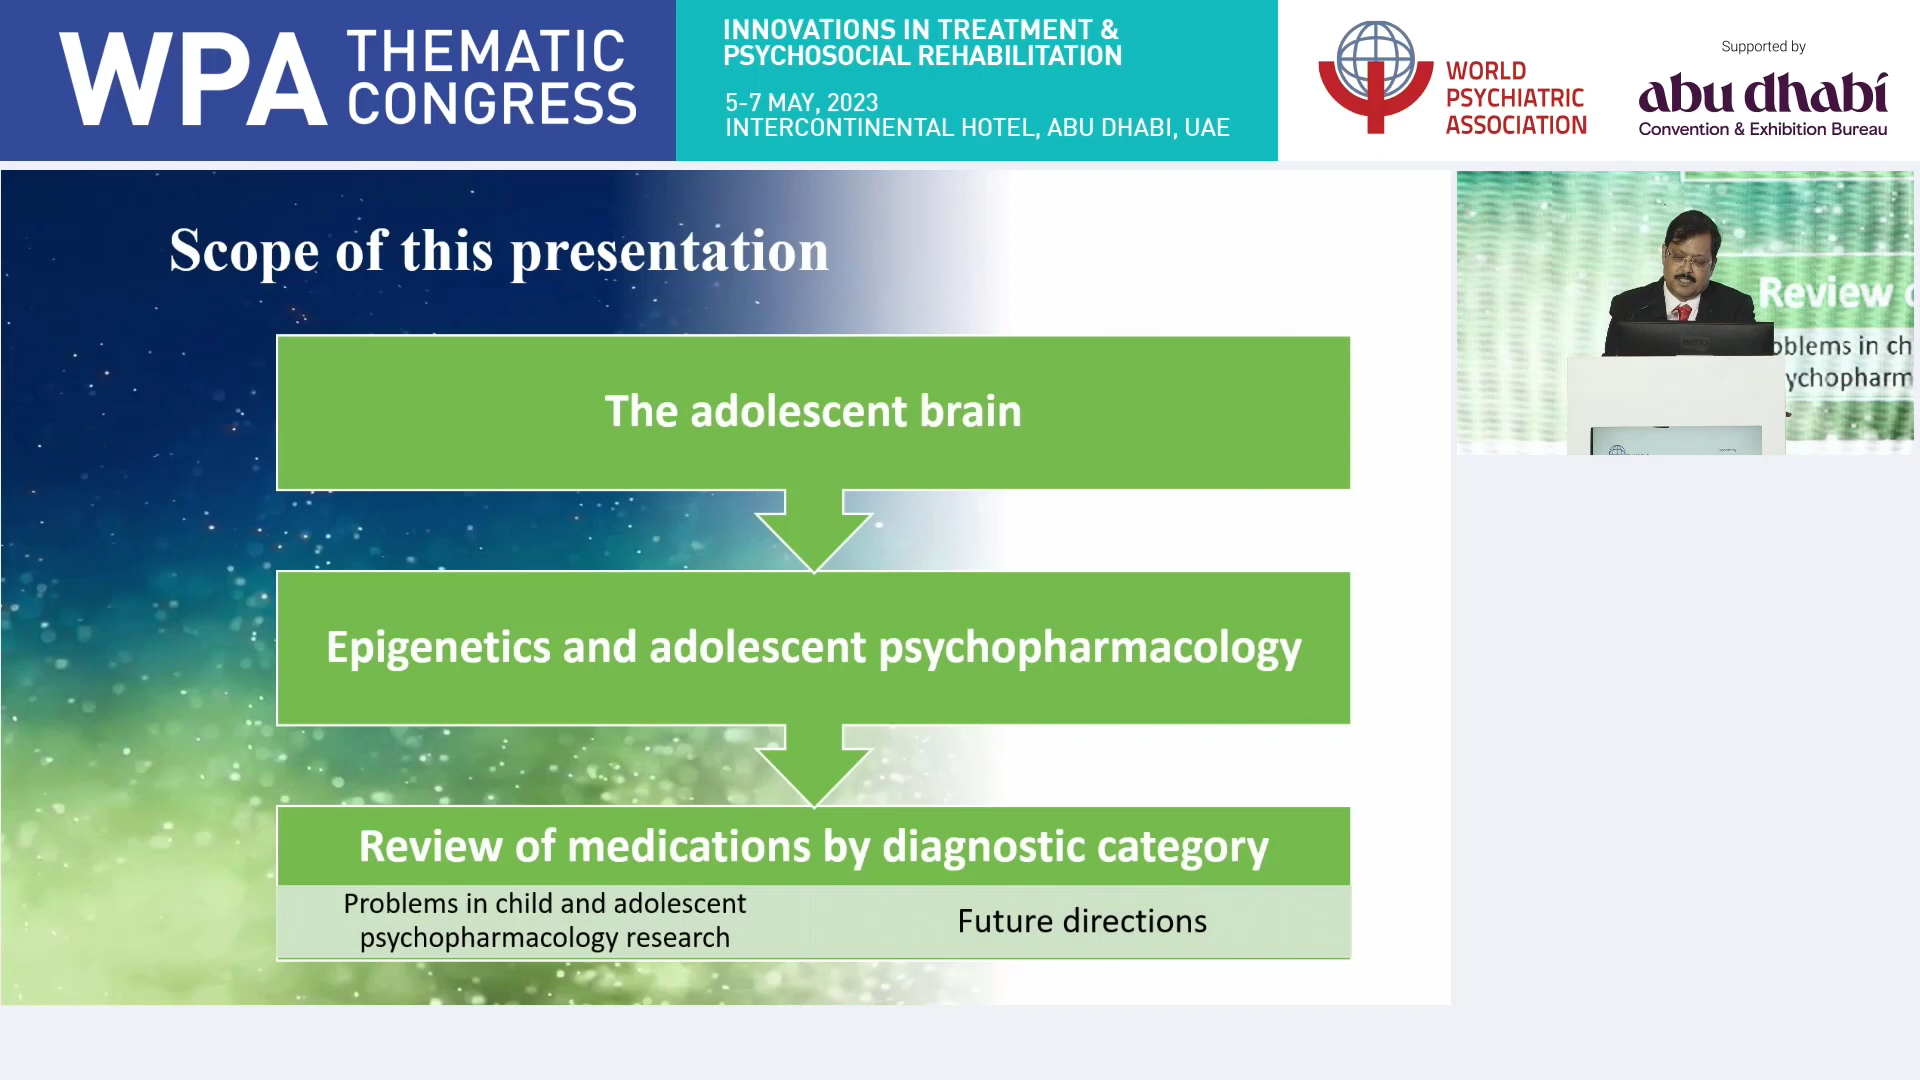 WPA THEMATIC CONGRESS
INNOVATIONS IN TREATMENT &
PSYCHOSOCIAL REHABILITATION
5-7 MAY, 2023
INTERCONTINENTAL HOTEL, ABU DHABI, UAE
WORLD
PSYCHIATRIC
ASSOCIATION
Supported by
abu dhabi
Convention & Exhibition Bureau
Scope of this presentation
The adolescent brain
Epigenetics and adolescent psychopharmacology
Review of medications by diagnostic category
Problems in child and adolescent
psychopharmacology research
Future directions
Review
oblems in ch
ychopharm